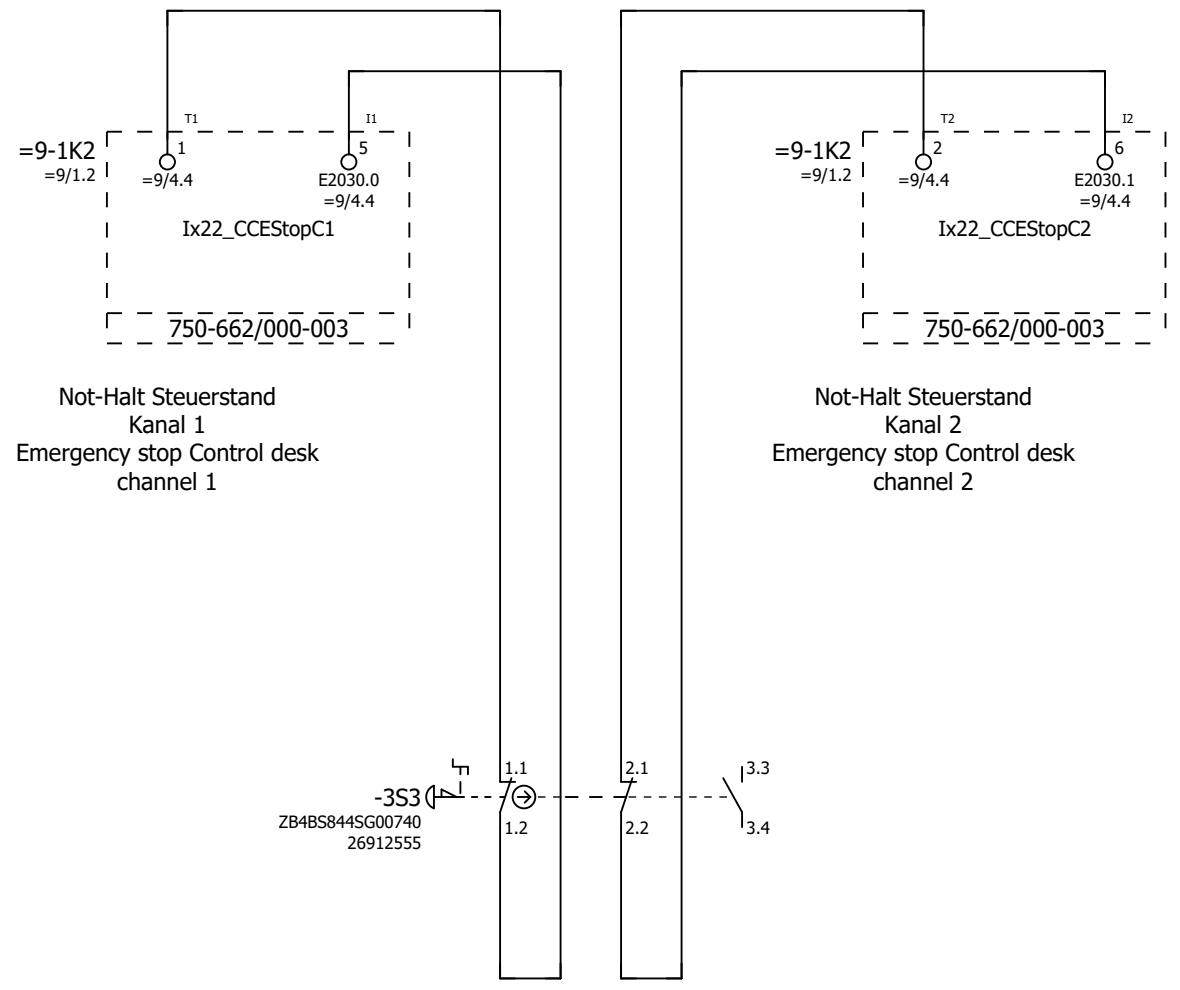 T1
I1
=9-1K2
1
5
=9/1.2
=9/4.4
E2030.0
=9/4.4
Ix22_CCEStopC1
750-662/000-003
Not-Halt Steuerstand
Kanal 1
Emergency stop Control desk
channel 1
T2
I2
=9-1K2
2
6
=9/1.2
=9/4.4
E2030.1
=9/4.4
Ix22_CCEStopC2
750-662/000-003
Not-Halt Steuerstand
Kanal 2
Emergency stop Control desk
channel 2
1.1
2.1
3.3
-3S3
ZB4BS844SG00740
26912555
1.2
2.2
3.4